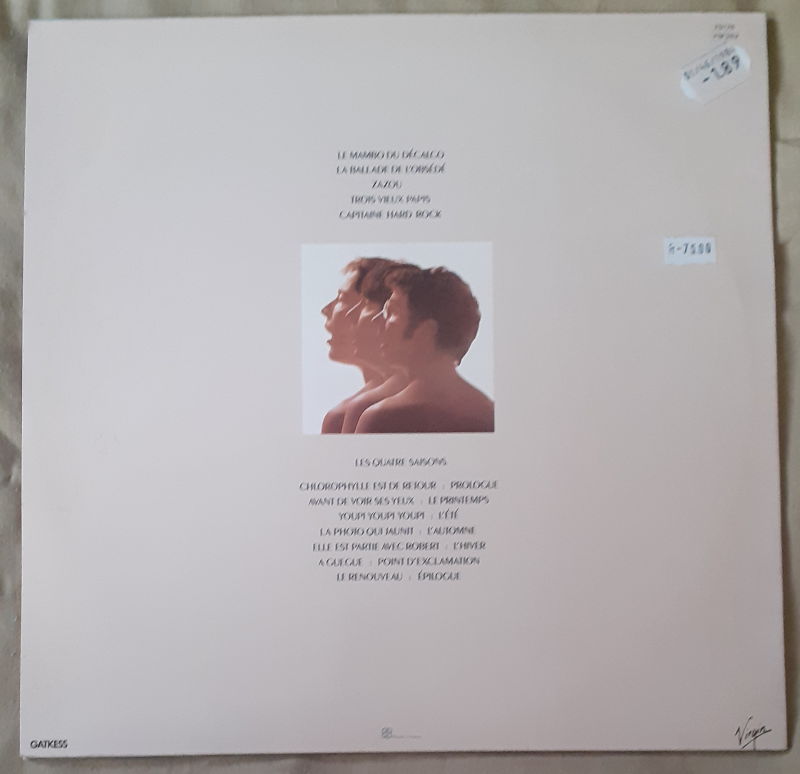 -1.89
LE MAMBO DU DÉCALCO
LA BALLADE DE L'OBSÉDÉ
ZAZOU
TROIS VIEUX PAPIS
CAPITAINE HARD ROCK
LES QUATRE SAISONS
CHLOROPHYLLE EST DE RETOUR : PROLOGUE
AVANT DE VOIR SES YEUX : LE PRINTEMPS
YOUPI YOUPI YOUPI : L'ÉTÉ
LA PHOTO QUI JAUNIT : L'AUTOMNE
ELLE EST PARTIE AVEC ROBERT : L'HIVER
A GUEGUE : POINT D'EXCLAMATION
LE RENOUVEAU : ÉPILOGUE
GATKESS
Virgin